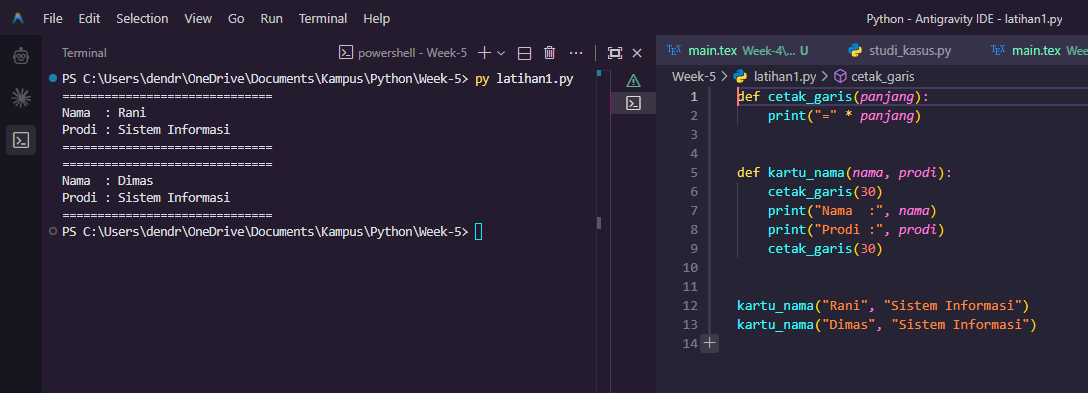 File Edit Selection View Go Run Terminal Help Python - Antigravity IDE - latihan1.py
Terminal
powershell - Week-5
PS C:\Users\dendr\OneDrive\Documents\Kampus\Python\Week-5> py latihan1.py
==============================
Nama  : Rani
Prodi : Sistem Informasi
==============================
==============================
Nama  : Dimas
Prodi : Sistem Informasi
==============================
PS C:\Users\dendr\OneDrive\Documents\Kampus\Python\Week-5>
main.tex Week-4\... U studi_kasus.py main.tex Wee
Week-5 > latihan1.py > cetak_garis
1 def cetak_garis(panjang):
2     print("=" * panjang)
3
4
5 def kartu_nama(nama, prodi):
6     cetak_garis(30)
7     print("Nama  :", nama)
8     print("Prodi :", prodi)
9     cetak_garis(30)
10
11
12 kartu_nama("Rani", "Sistem Informasi")
13 kartu_nama("Dimas", "Sistem Informasi")
14